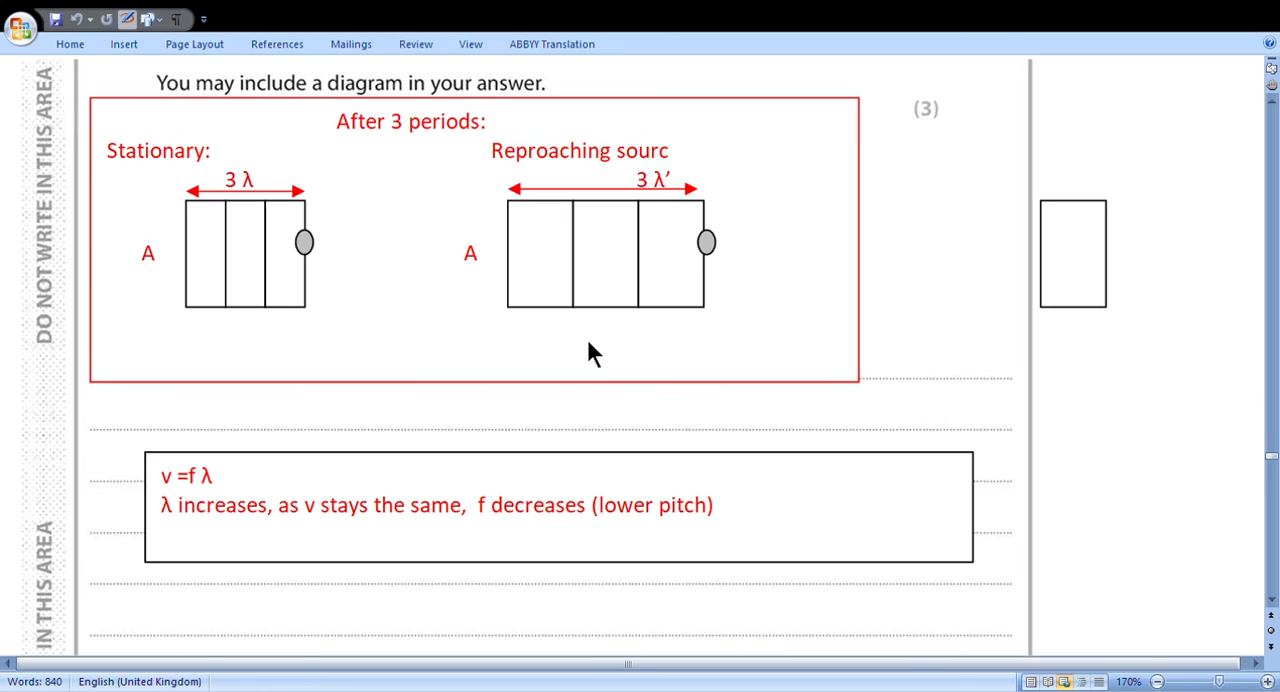 Home Insert Page Layout References Mailings Review View ABBYY Translation
DO NOT WRITE IN THIS AREA
You may include a diagram in your answer.
(3)
After 3 periods:
Stationary:
Reproaching sourc
3 λ
3 λ’
A
A
v =f λ
λ increases, as v stays the same, f decreases (lower pitch)
IN THIS AREA
Words: 840 English (United Kingdom) 170%